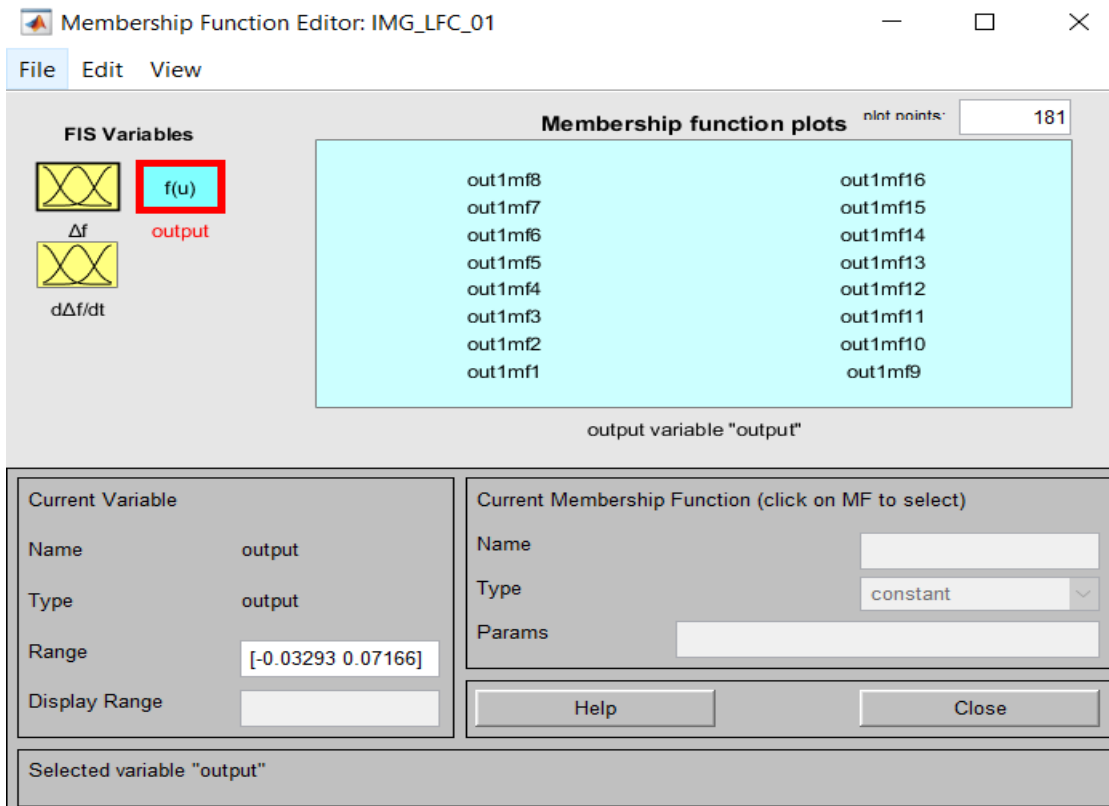 Membership Function Editor: IMG_LFC_01
File Edit View
FIS Variables
f(u)
Δf output
dΔf/dt
Membership function plots plot points: 181
out1mf8 out1mf16
out1mf7 out1mf15
out1mf6 out1mf14
out1mf5 out1mf13
out1mf4 out1mf12
out1mf3 out1mf11
out1mf2 out1mf10
out1mf1 out1mf9
output variable "output"
Current Variable
Name output
Type output
Range [-0.03293 0.07166]
Display Range
Current Membership Function (click on MF to select)
Name
Type constant
Params
Help Close
Selected variable "output"